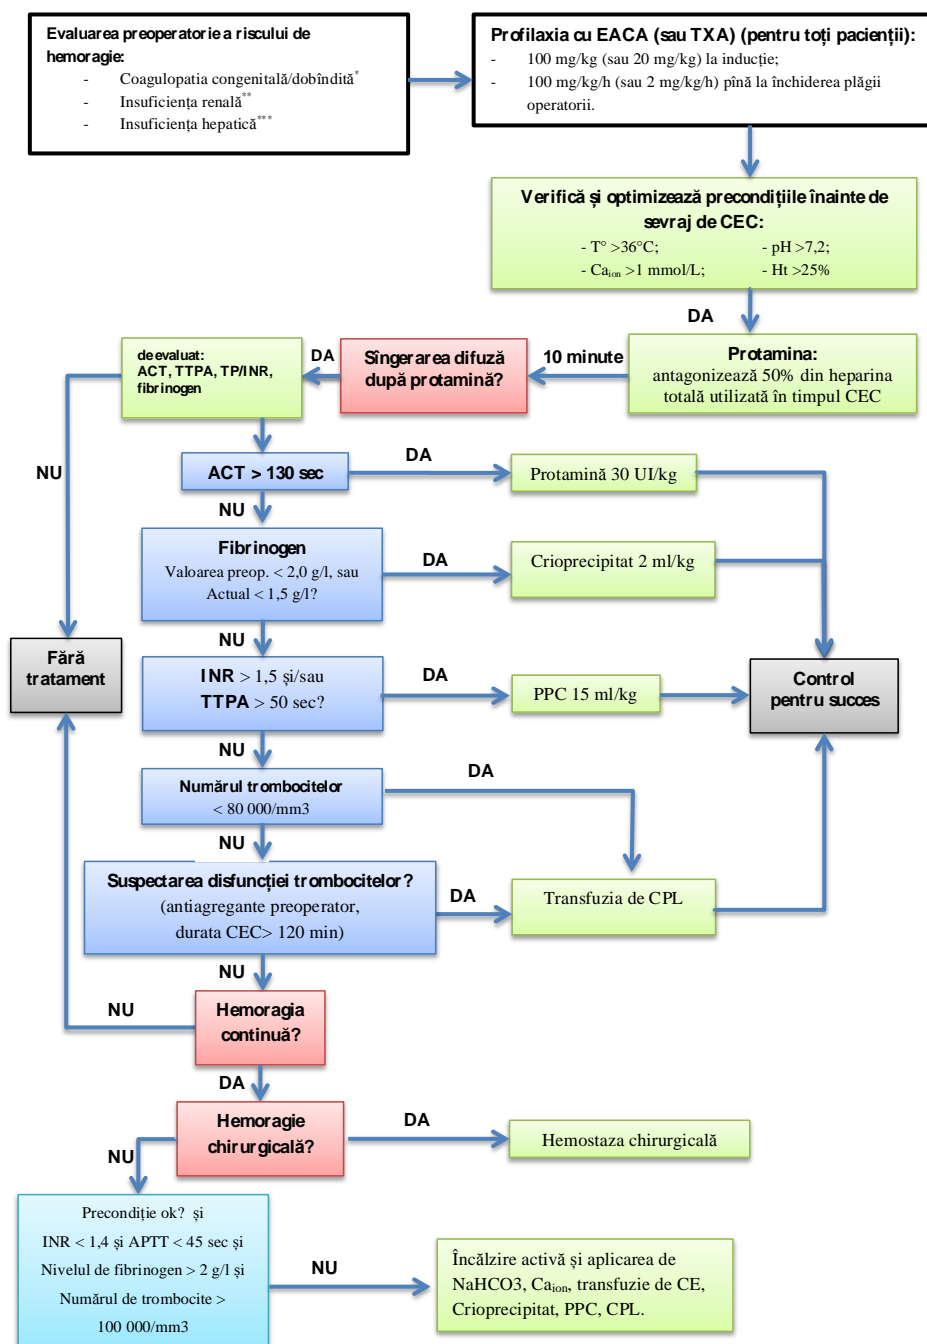 Evaluarea preoperatorie a riscului de
hemoragie:
- Coagulopatia congenitală/dobîndită*
- Insuficiența renală**
- Insuficiența hepatică***
Profilaxia cu EACA (sau TXA) (pentru toți pacienții):
- 100 mg/kg (sau 20 mg/kg) la inducție;
- 100 mg/kg/h (sau 2 mg/kg/h) pînă la închiderea plăgii
operatorii.
Verifică și optimizează precondițiile înainte de
sevraj de CEC:
- T° >36°C; - pH >7,2;
- Ca ion >1 mmol/L; - Ht >25%
DA
Protamina:
antagonizează 50% din heparina
totală utilizată în timpul CEC
10 minute
Sîngerarea difuză
după protamină?
DA
de evaluat:
ACT, TTPA, TP/INR,
fibrinogen
NU
ACT > 130 sec
DA
Protamină 30 UI/kg
NU
Fibrinogen
Valoarea preop. < 2,0 g/l, sau
Actual < 1,5 g/l?
DA
Crioprecipitat 2 ml/kg
NU
Fără
tratament
INR > 1,5 și/sau
TTPA > 50 sec?
DA
PPC 15 ml/kg
Control
pentru succes
NU
Numărul trombocitelor
< 80 000/mm3
DA
NU
Suspectarea disfuncției trombocitelor?
(antiagregante preoperator,
durata CEC> 120 min)
DA
Transfuzia de CPL
NU
Hemoragia
continuă?
NU
DA
Hemoragie
chirurgicală?
DA
Hemostaza chirurgicală
NU
Precondiție ok? și
INR < 1,4 și APTT < 45 sec și
Nivelul de fibrinogen > 2 g/l și
Numărul de trombocite >
100 000/mm3
NU
Încălzire activă și aplicarea de
NaHCO3, Ca ion, transfuzie de CE,
Crioprecipitat, PPC, CPL.